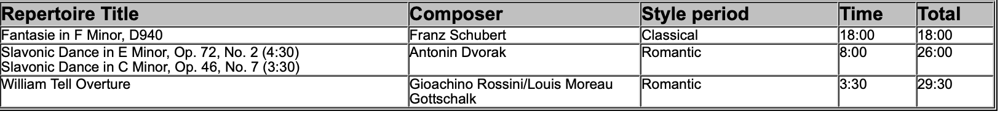 Repertoire Title Composer Style period Time Total
Fantasie in F Minor, D940 Franz Schubert Classical 18:00 18:00
Slavonic Dance in E Minor, Op. 72, No. 2 (4:30) Antonin Dvorak Romantic 8:00 26:00
Slavonic Dance in C Minor, Op. 46, No. 7 (3:30)
William Tell Overture Gioachino Rossini/Louis Moreau Romantic 3:30 29:30
Gottschalk